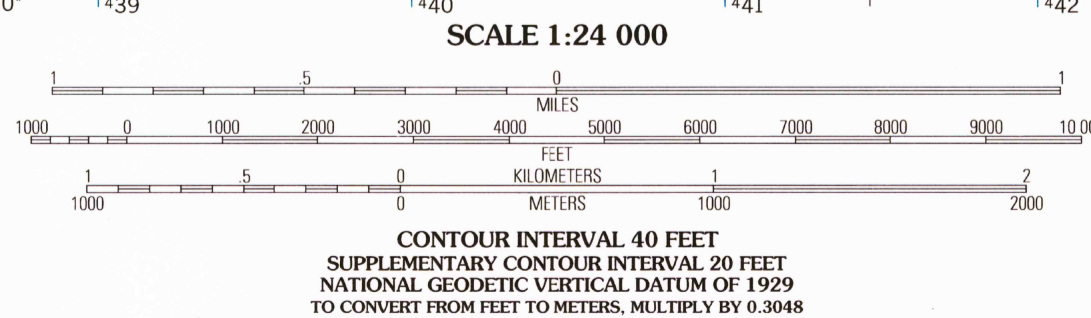 0" ⁴39 ⁴40 ⁴41 ⁴42
SCALE 1:24 000
1 .5 0 1
MILES
1000 0 1000 2000 3000 4000 5000 6000 7000 8000 9000 10 00
FEET
1 .5 0 KILOMETERS 1 2
1000 0 METERS 1000 2000
CONTOUR INTERVAL 40 FEET
SUPPLEMENTARY CONTOUR INTERVAL 20 FEET
NATIONAL GEODETIC VERTICAL DATUM OF 1929
TO CONVERT FROM FEET TO METERS, MULTIPLY BY 0.3048